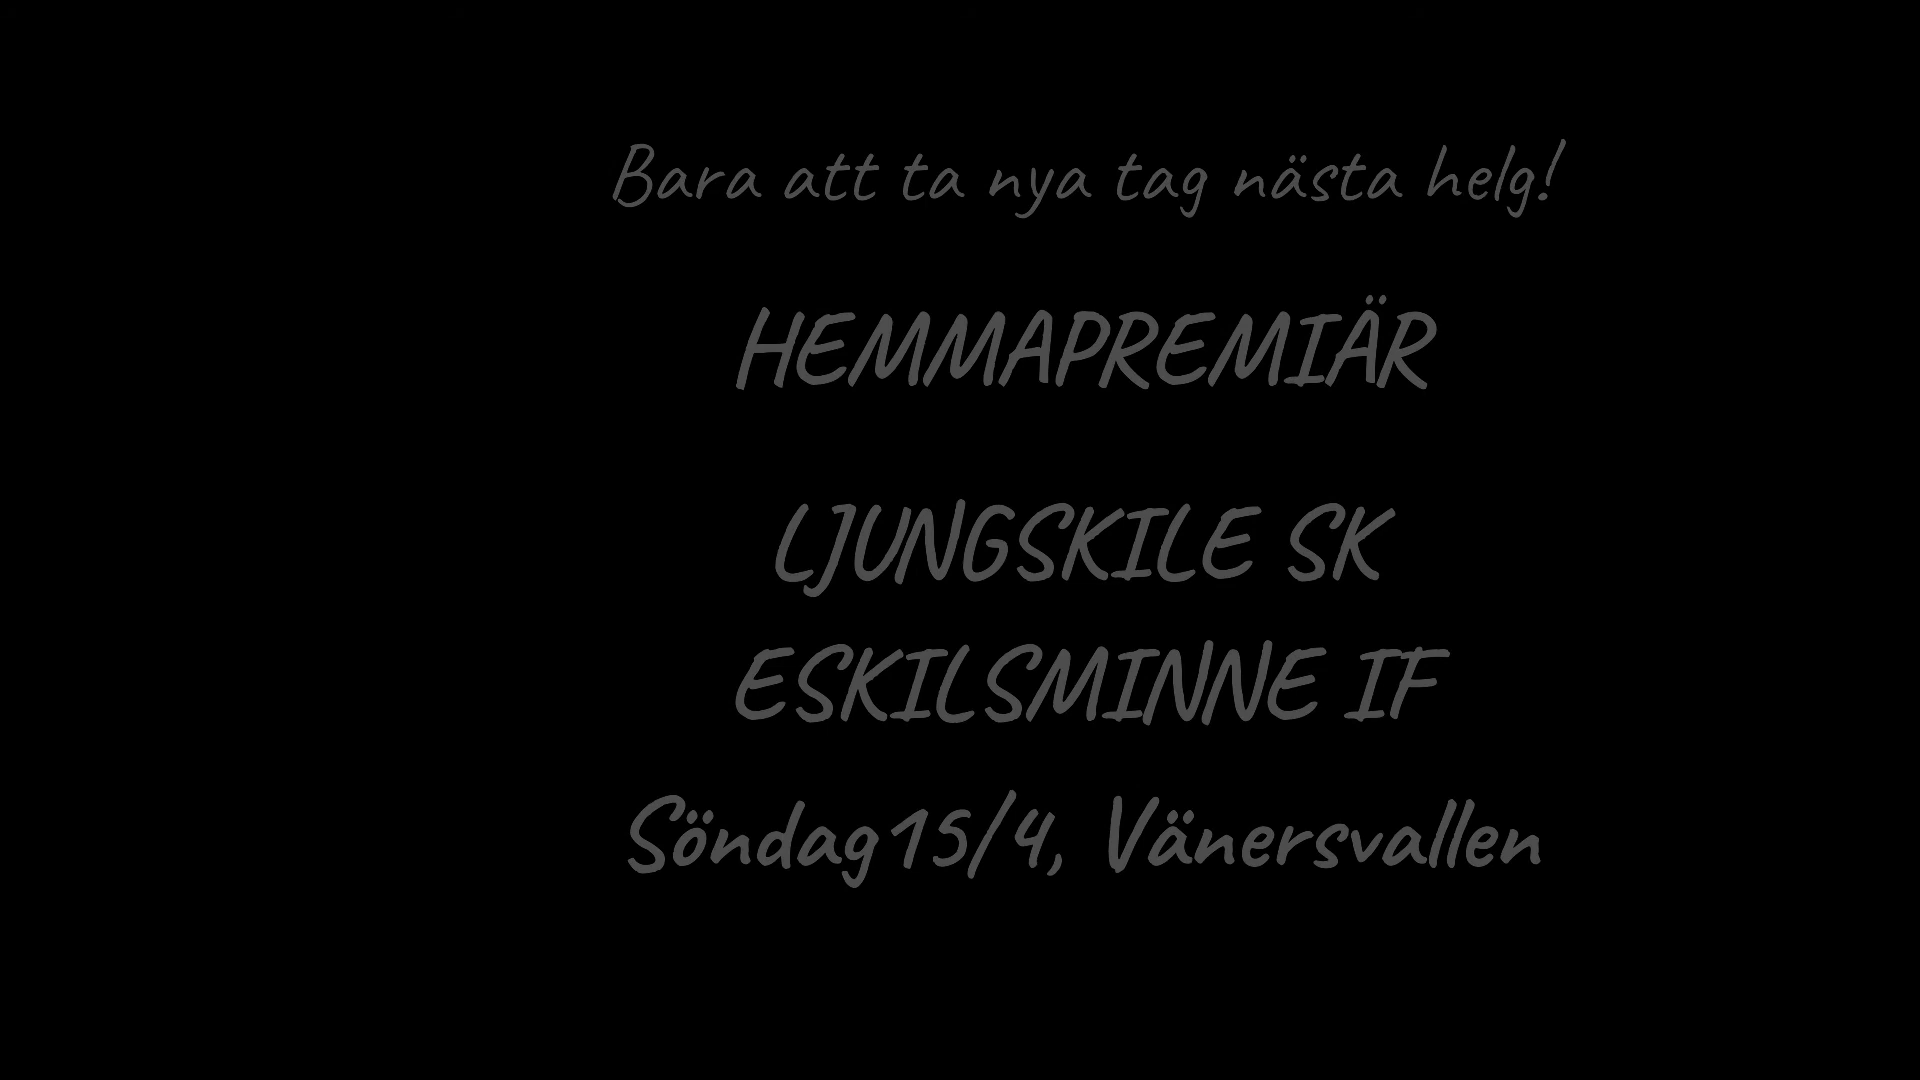 Bara att ta nya tag nästa helg!
HEMMAPREMIÄR
LJUNGSKILE SK
ESKILSMINNE IF
Söndag15/4, Vänersvallen